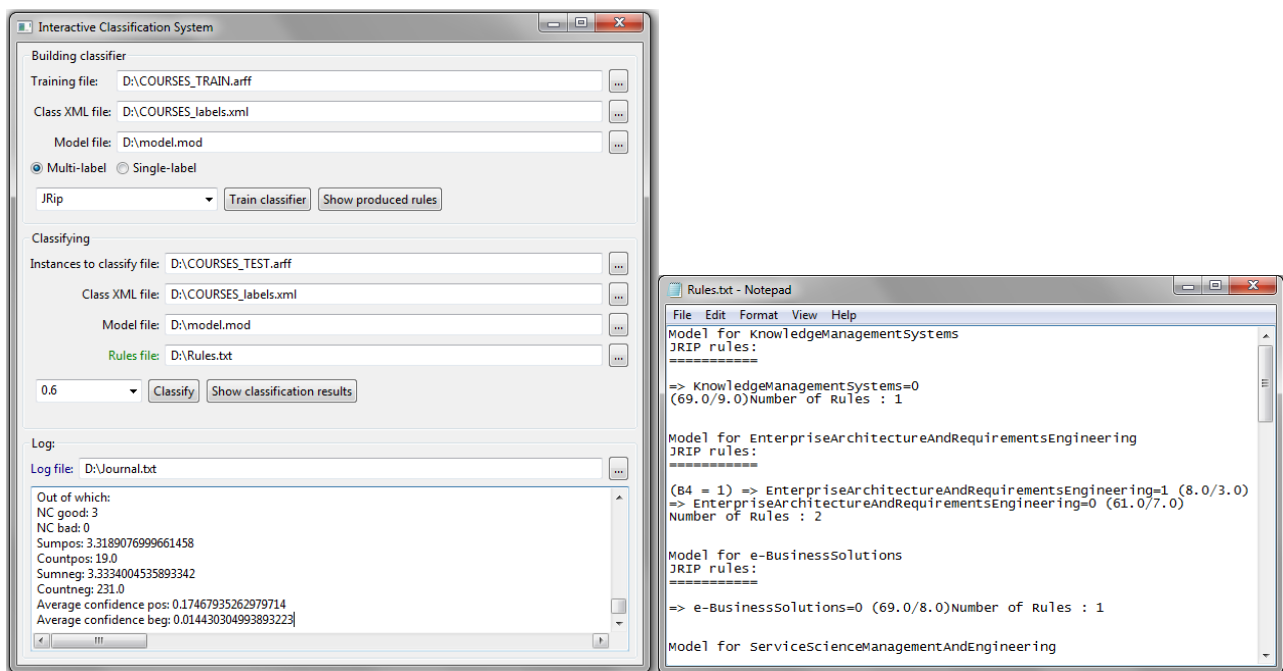 Interactive Classification System
Building classifier
Training file: D:\COURSES_TRAIN.arff ...
Class XML file: D:\COURSES_labels.xml ...
Model file: D:\model.mod ...
Multi-label Single-label
JRip Train classifier Show produced rules
Classifying
Instances to classify file: D:\COURSES_TEST.arff ...
Class XML file: D:\COURSES_labels.xml ...
Model file: D:\model.mod ...
Rules file: D:\Rules.txt ...
0.6 Classify Show classification results
Log:
Log file: D:\Journal.txt ...
Out of which:
NC good: 3
NC bad: 0
Sumpos: 3.3189076999661458
Countpos: 19.0
Sumneg: 3.3334004535893342
Countneg: 231.0
Average confidence pos: 0.17467935262979714
Average confidence beg: 0.014430304993893223
Rules.txt - Notepad
File Edit Format View Help
Model for KnowledgeManagementSystems
JRIP rules:
===========
=> KnowledgeManagementSystems=0
(69.0/9.0)Number of Rules : 1
Model for EnterpriseArchitectureAndRequirementsEngineering
JRIP rules:
===========
(B4 = 1) => EnterpriseArchitectureAndRequirementsEngineering=1 (8.0/3.0)
=> EnterpriseArchitectureAndRequirementsEngineering=0 (61.0/7.0)
Number of Rules : 2
Model for e-BusinessSolutions
JRIP rules:
===========
=> e-BusinessSolutions=0 (69.0/8.0)Number of Rules : 1
Model for ServiceScienceManagementAndEngineering